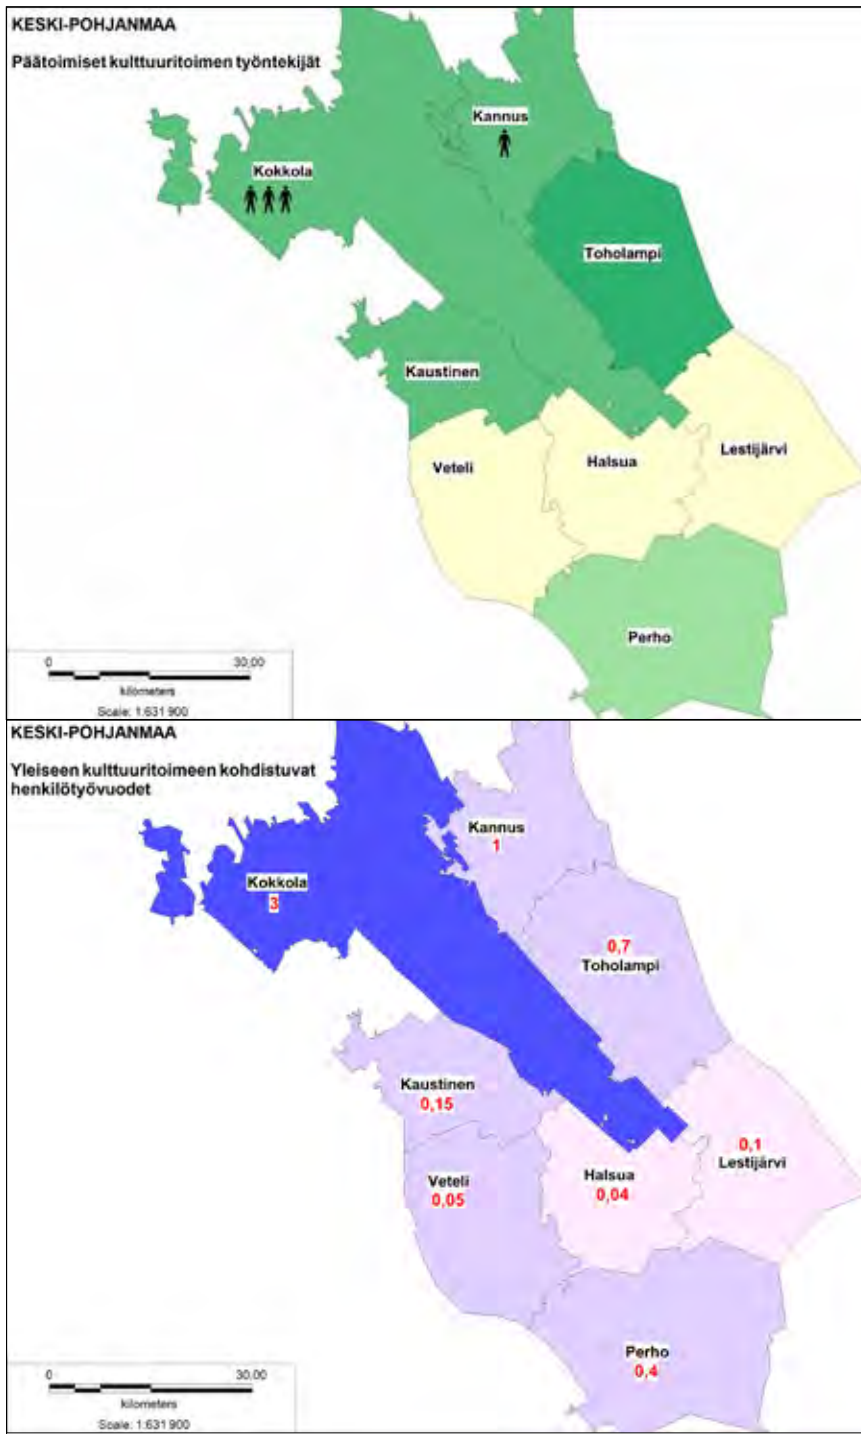 KESKI-POHJANMAA
Päätoimiset kulttuuritoimen työntekijät
Kannus
Kokkola
Toholampi
Kaustinen
Lestijärvi
Veteli
Halsua
Perho
0
30,00
kilometers
Scale: 1:631 900
KESKI-POHJANMAA
Yleiseen kulttuuritoimeen kohdistuvat
henkilötyövuodet
Kannus
1
Kokkola
3
0,7
Toholampi
Kaustinen
0,15
0,1
Lestijärvi
Veteli
0,05
Halsua
0,04
Perho
0,4
0
30,00
kilometers
Scale: 1:631 900